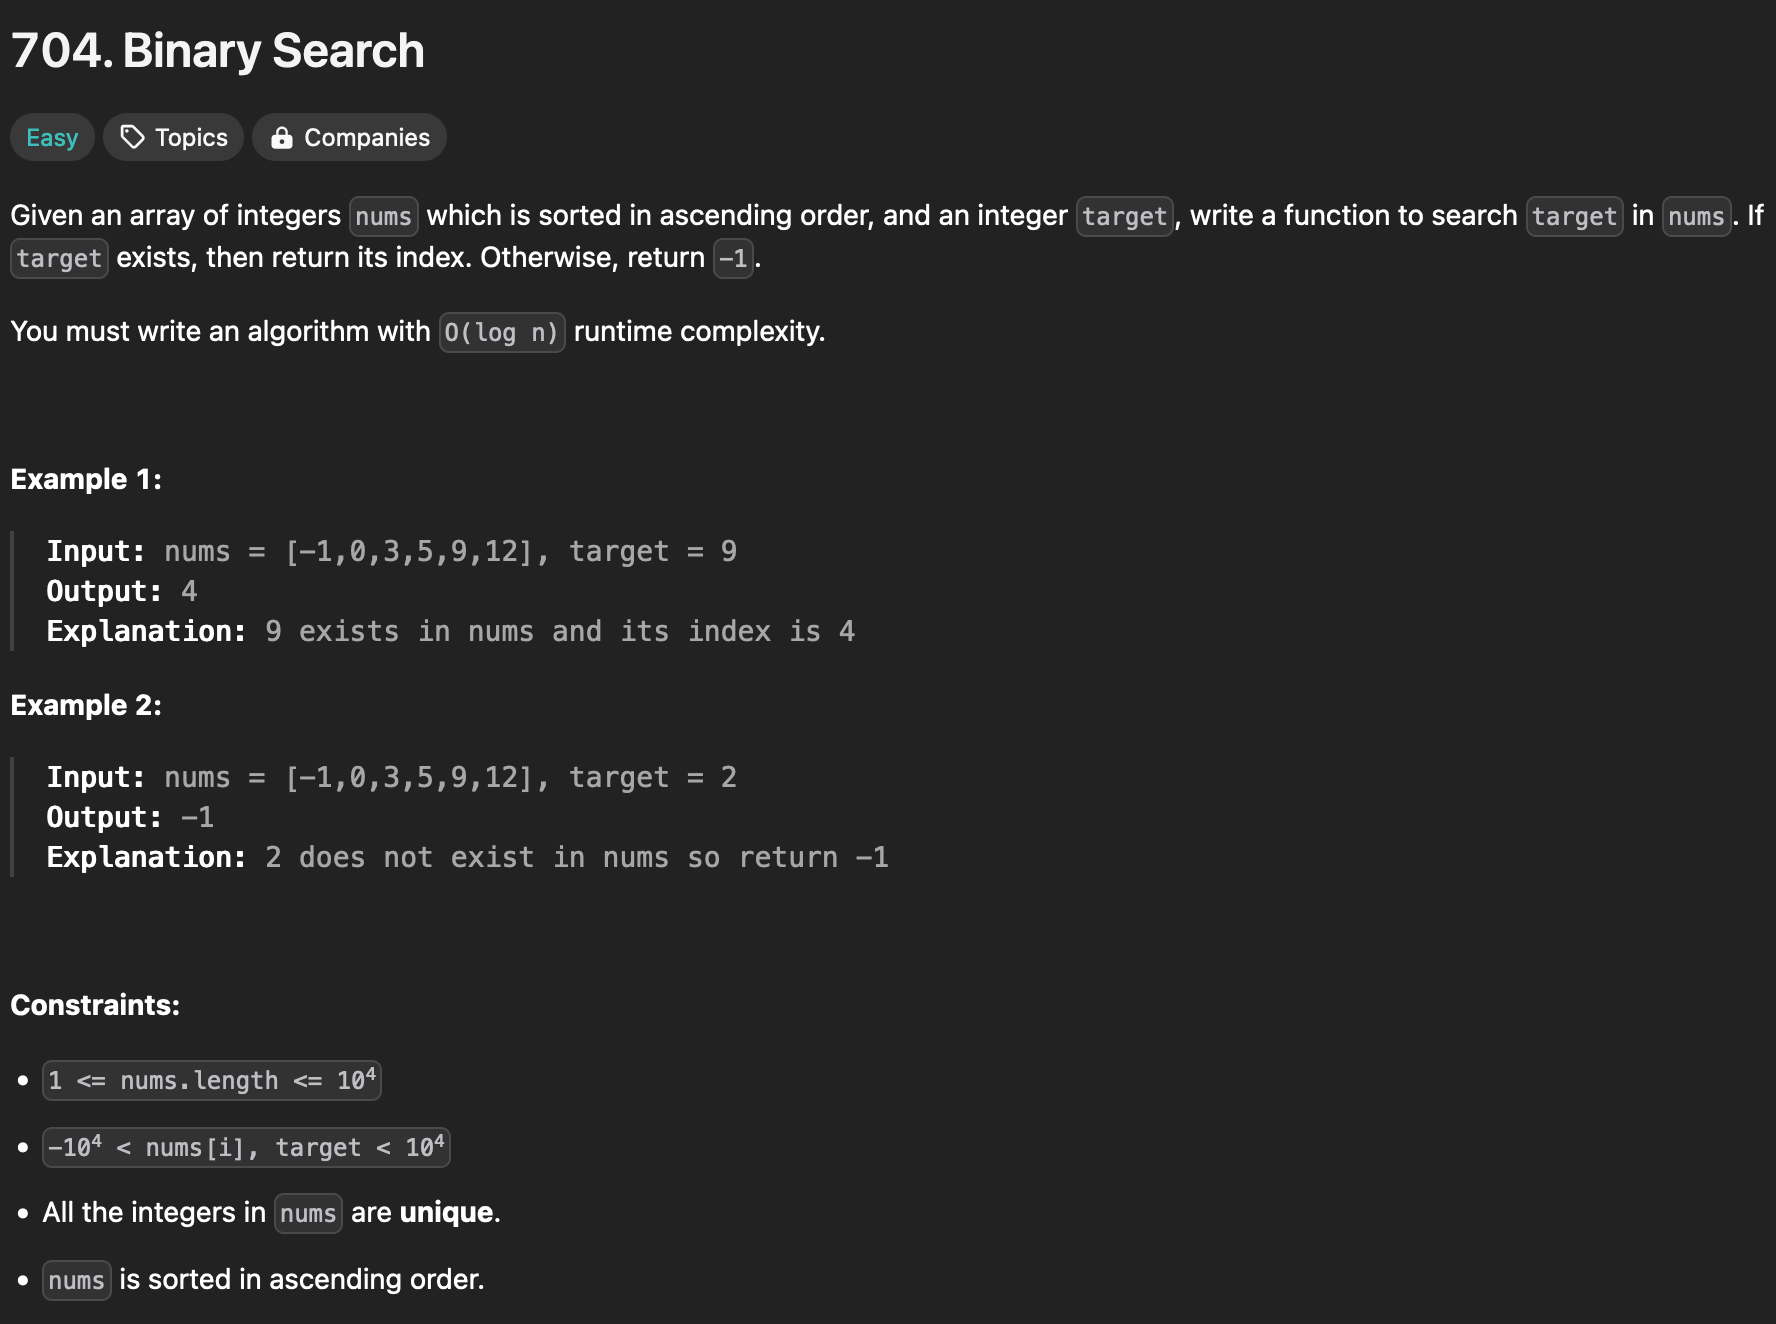 704. Binary Search
Easy Topics Companies
Given an array of integers nums which is sorted in ascending order, and an integer target, write a function to search target in nums. If
target exists, then return its index. Otherwise, return -1.
You must write an algorithm with O(log n) runtime complexity.
Example 1:
Input: nums = [-1,0,3,5,9,12], target = 9
Output: 4
Explanation: 9 exists in nums and its index is 4
Example 2:
Input: nums = [-1,0,3,5,9,12], target = 2
Output: -1
Explanation: 2 does not exist in nums so return -1
Constraints:
• 1 <= nums.length <= 10⁴
• -10⁴ < nums[i], target < 10⁴
• All the integers in nums are unique.
• nums is sorted in ascending order.